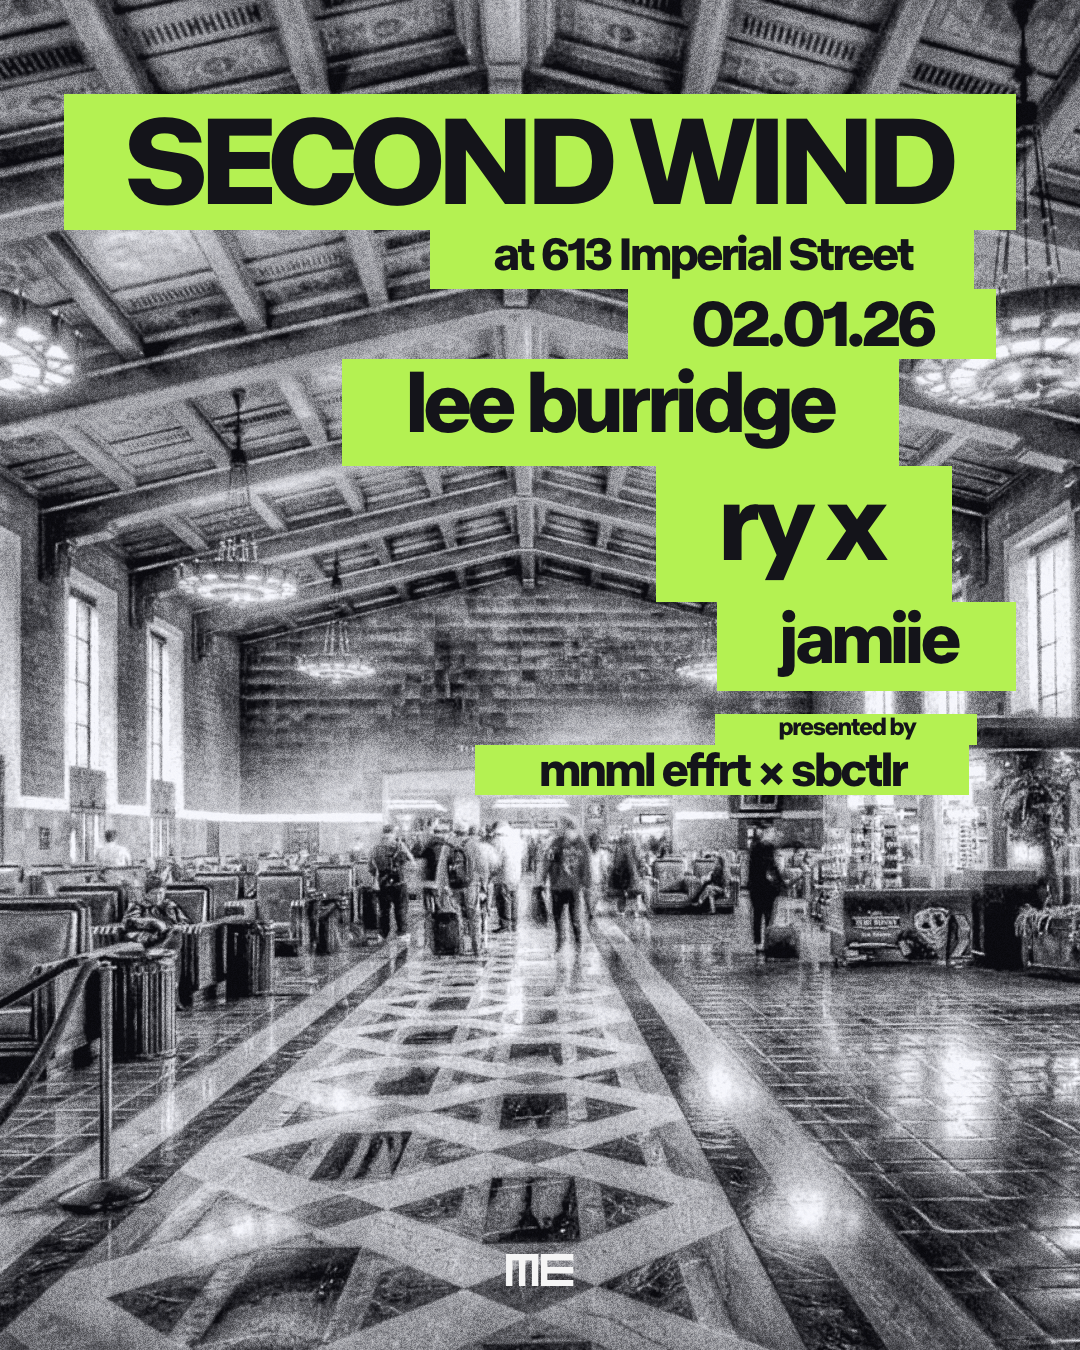 SECOND WIND
at 613 Imperial Street
02.01.26
lee burridge
ry x
jamiie
presented by
mnml effrt × sbctlr
ME